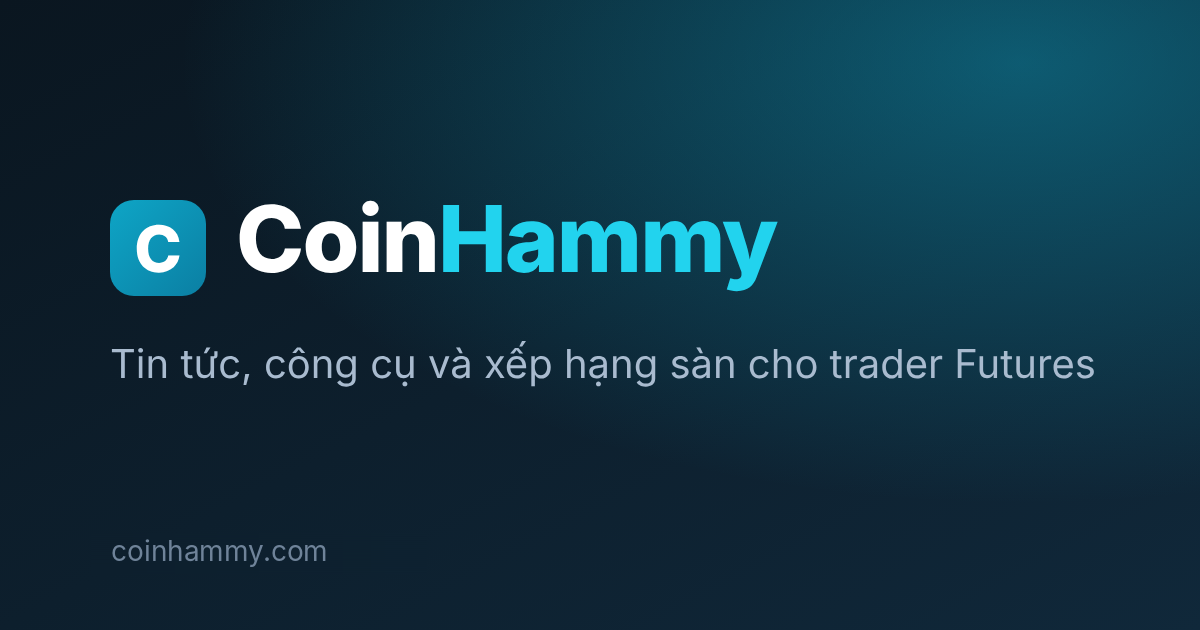 C CoinHammy
Tin tức, công cụ và xếp hạng sàn cho trader Futures
coinhammy.com